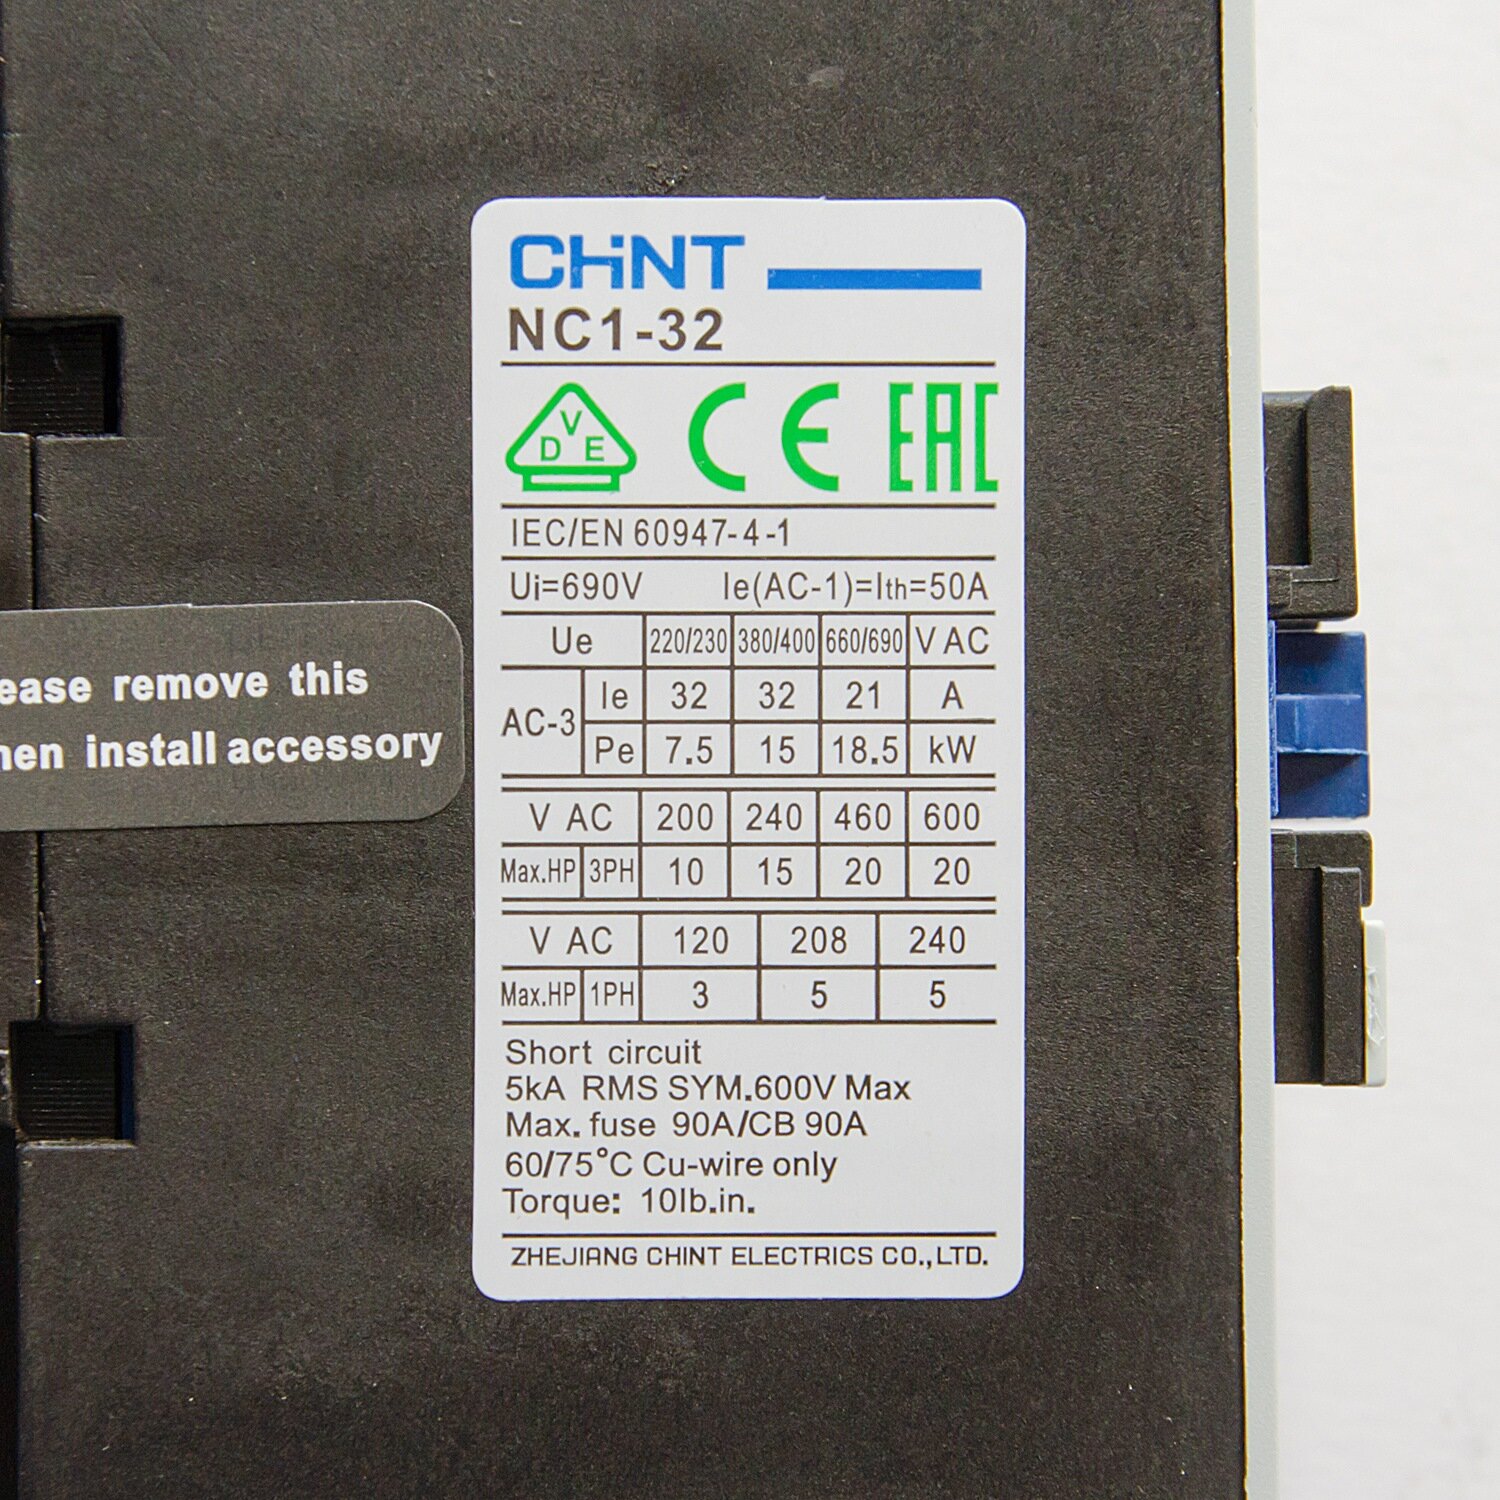 CHINT
NC1-32
VDE CE EAC
IEC/EN 60947-4-1
Ui=690V Ie(AC-1)=Ith=50A
Ue 220/230 380/400 660/690 V AC
AC-3 Ie 32 32 21 A
Pe 7.5 15 18.5 kW
V AC 200 240 460 600
Max.HP 3PH 10 15 20 20
V AC 120 208 240
Max.HP 1PH 3 5 5
Short circuit
5kA RMS SYM.600V Max
Max. fuse 90A/CB 90A
60/75°C Cu-wire only
Torque: 10lb.in.
ZHEJIANG CHINT ELECTRICS CO.,LTD.
remove this
install accessory